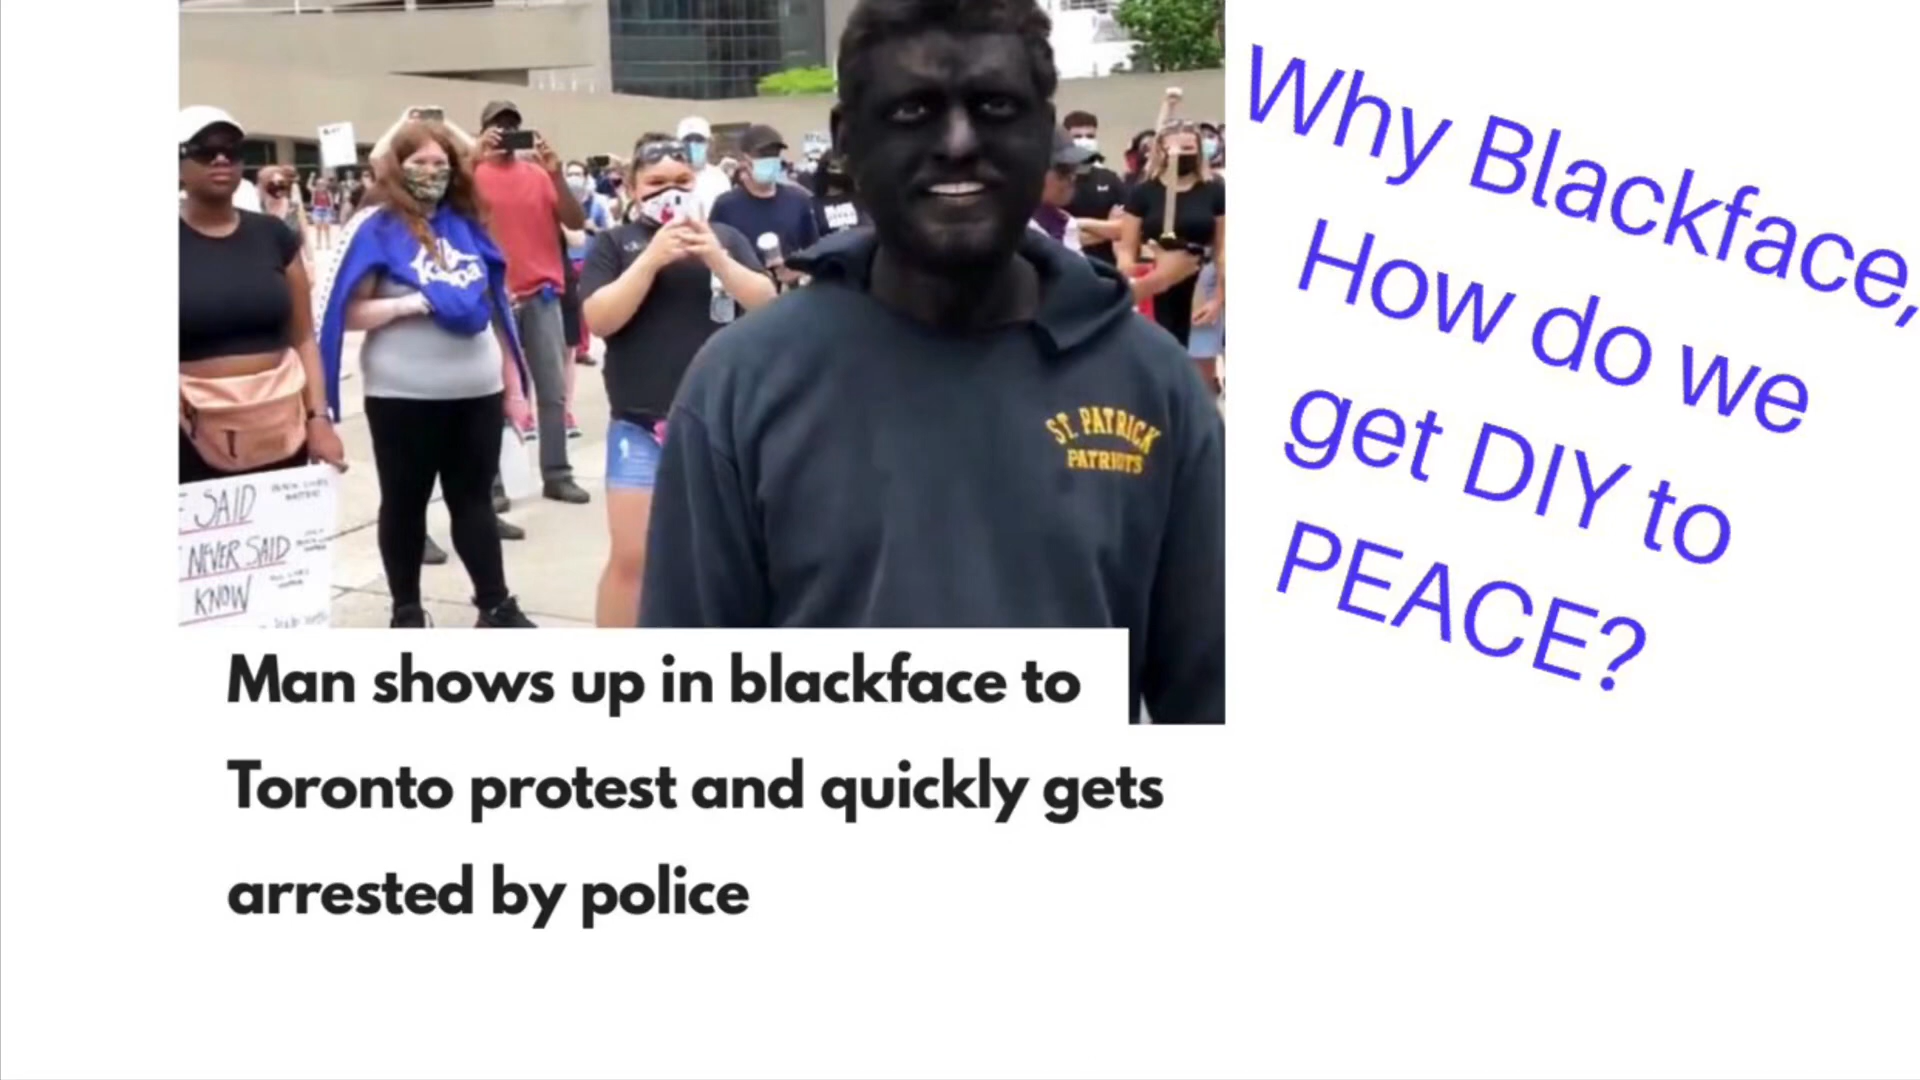 Why Blackface,
How do we
get DIY to
PEACE?
ST. PATRICK
PATRIOTS
SAID
NEVER SAID
KNOW
Man shows up in blackface to
Toronto protest and quickly gets
arrested by police